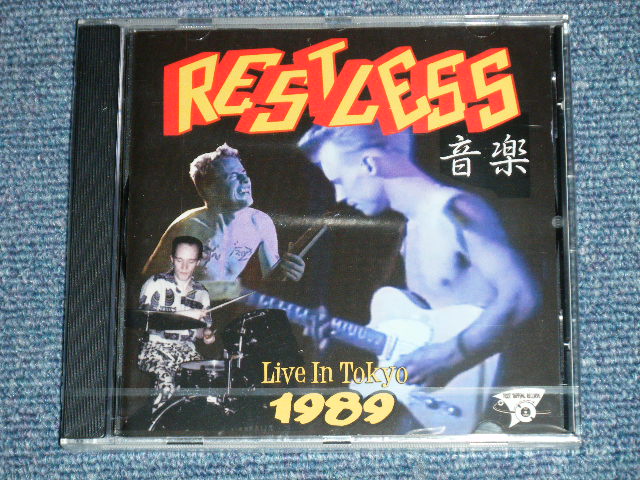 RESTLESS
音楽
Live In Tokyo
1989